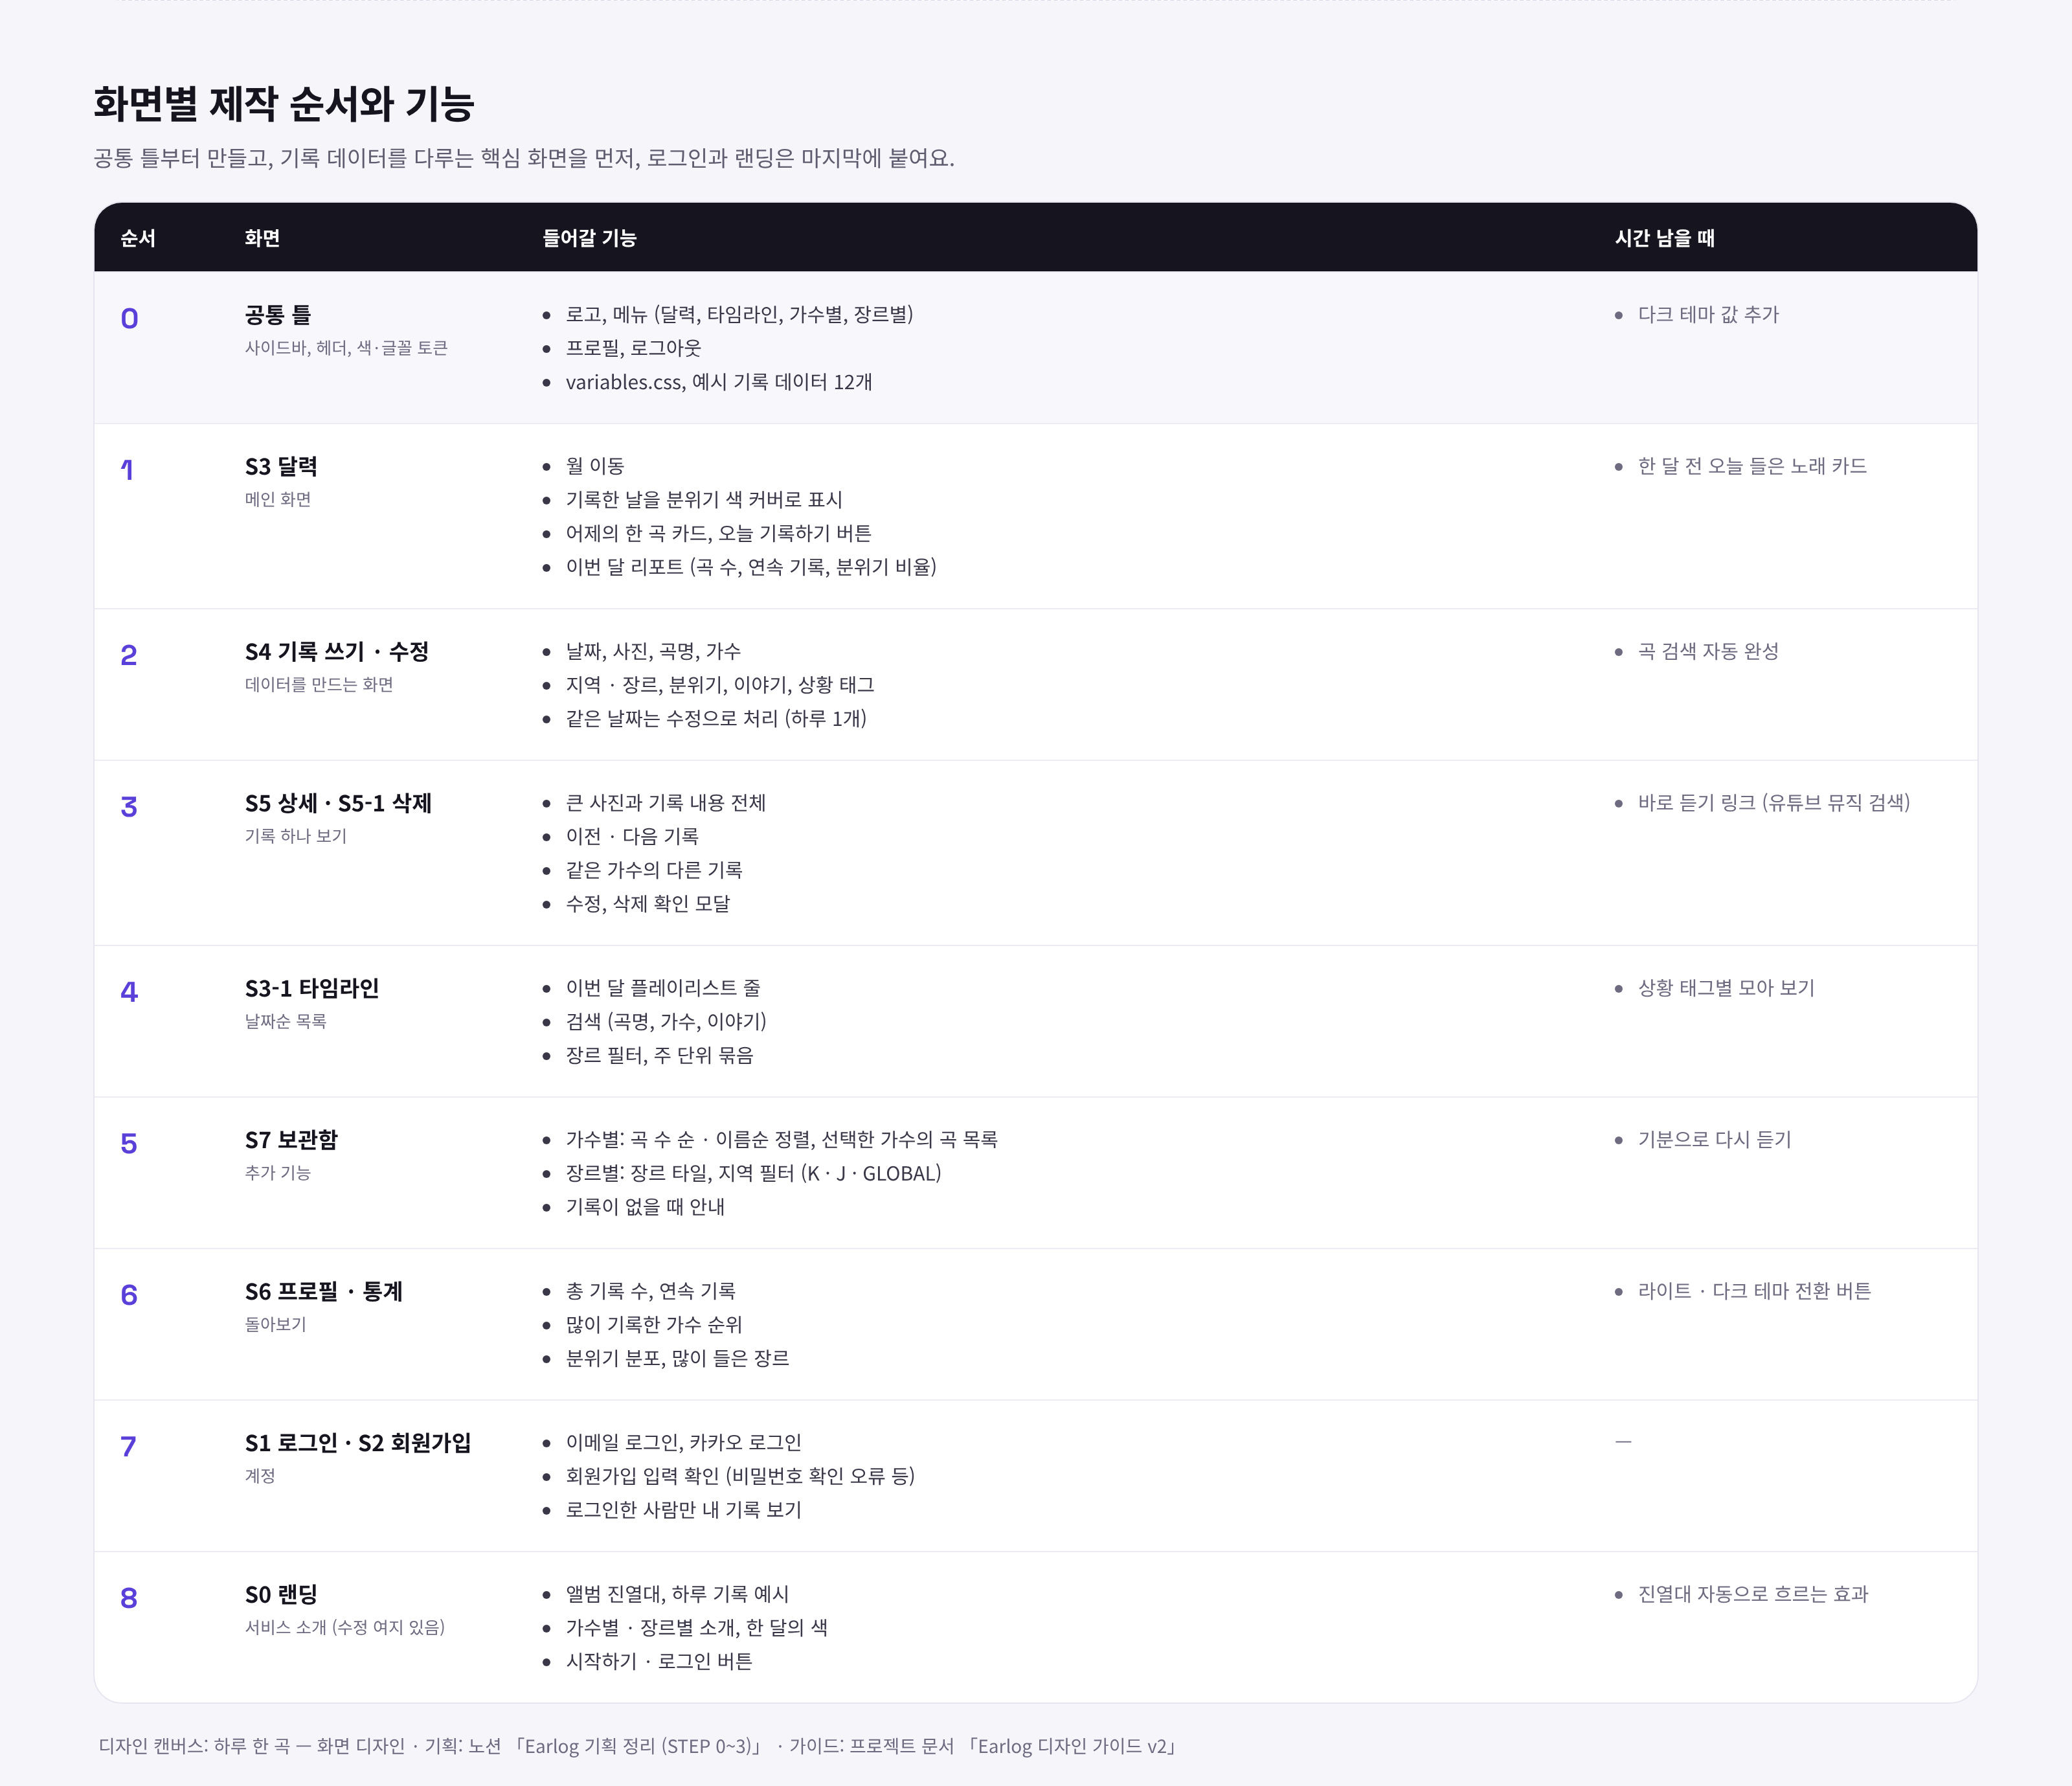 화면별 제작 순서와 기능
공통 틀부터 만들고, 기록 데이터를 다루는 핵심 화면을 먼저, 로그인과 랜딩은 마지막에 붙여요.
순서 화면 들어갈 기능 시간 남을 때
0 공통 틀
사이드바, 헤더, 색·글꼴 토큰
• 로고, 메뉴 (달력, 타임라인, 가수별, 장르별)
• 프로필, 로그아웃
• variables.css, 예시 기록 데이터 12개
• 다크 테마 값 추가
1 S3 달력
메인 화면
• 월 이동
• 기록한 날을 분위기 색 커버로 표시
• 어제의 한 곡 카드, 오늘 기록하기 버튼
• 이번 달 리포트 (곡 수, 연속 기록, 분위기 비율)
• 한 달 전 오늘 들은 노래 카드
2 S4 기록 쓰기 · 수정
데이터를 만드는 화면
• 날짜, 사진, 곡명, 가수
• 지역 · 장르, 분위기, 이야기, 상황 태그
• 같은 날짜는 수정으로 처리 (하루 1개)
• 곡 검색 자동 완성
3 S5 상세 · S5-1 삭제
기록 하나 보기
• 큰 사진과 기록 내용 전체
• 이전 · 다음 기록
• 같은 가수의 다른 기록
• 수정, 삭제 확인 모달
• 바로 듣기 링크 (유튜브 뮤직 검색)
4 S3-1 타임라인
날짜순 목록
• 이번 달 플레이리스트 줄
• 검색 (곡명, 가수, 이야기)
• 장르 필터, 주 단위 묶음
• 상황 태그별 모아 보기
5 S7 보관함
추가 기능
• 가수별: 곡 수 순 · 이름순 정렬, 선택한 가수의 곡 목록
• 장르별: 장르 타일, 지역 필터 (K · J · GLOBAL)
• 기록이 없을 때 안내
• 기분으로 다시 듣기
6 S6 프로필 · 통계
돌아보기
• 총 기록 수, 연속 기록
• 많이 기록한 가수 순위
• 분위기 분포, 많이 들은 장르
• 라이트 · 다크 테마 전환 버튼
7 S1 로그인 · S2 회원가입
계정
• 이메일 로그인, 카카오 로그인
• 회원가입 입력 확인 (비밀번호 확인 오류 등)
• 로그인한 사람만 내 기록 보기
—
8 S0 랜딩
서비스 소개 (수정 여지 있음)
• 앨범 진열대, 하루 기록 예시
• 가수별 · 장르별 소개, 한 달의 색
• 시작하기 · 로그인 버튼
• 진열대 자동으로 흐르는 효과
디자인 캔버스: 하루 한 곡 — 화면 디자인 · 기획: 노션 「Earlog 기획 정리 (STEP 0~3)」 · 가이드: 프로젝트 문서 「Earlog 디자인 가이드 v2」